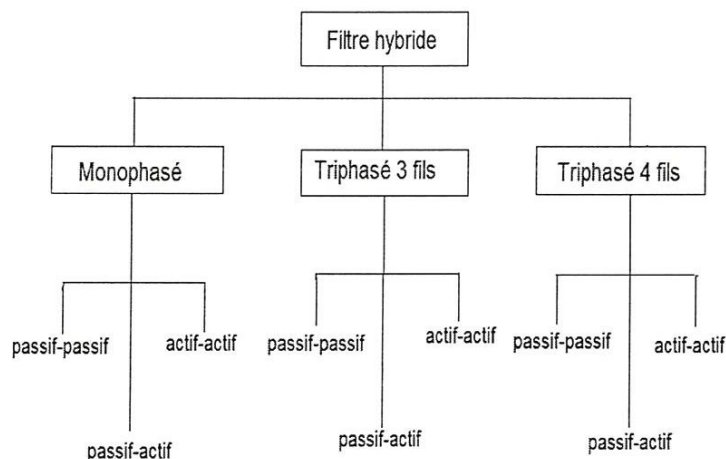 Filtre hybride
Monophasé
Triphasé 3 fils
Triphasé 4 fils
passif-passif
actif-actif
passif-actif
passif-passif
actif-actif
passif-actif
passif-passif
actif-actif
passif-actif